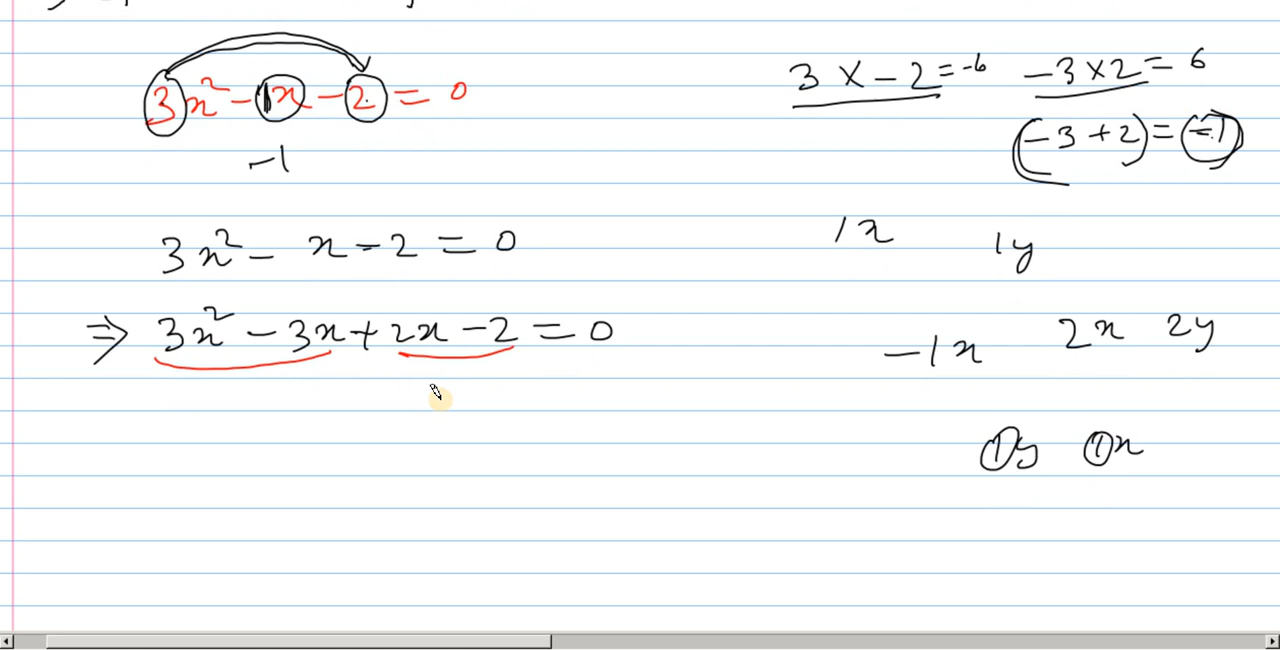 3x² - 1x - 2 = 0
3 × - 2 = -6 -3 × 2 = 6
(-3 + 2) = -1
-1
3x² - x - 2 = 0
1x 1y
⇒ 3x² - 3x + 2x - 2 = 0
-1x 2x 2y
1y 1x